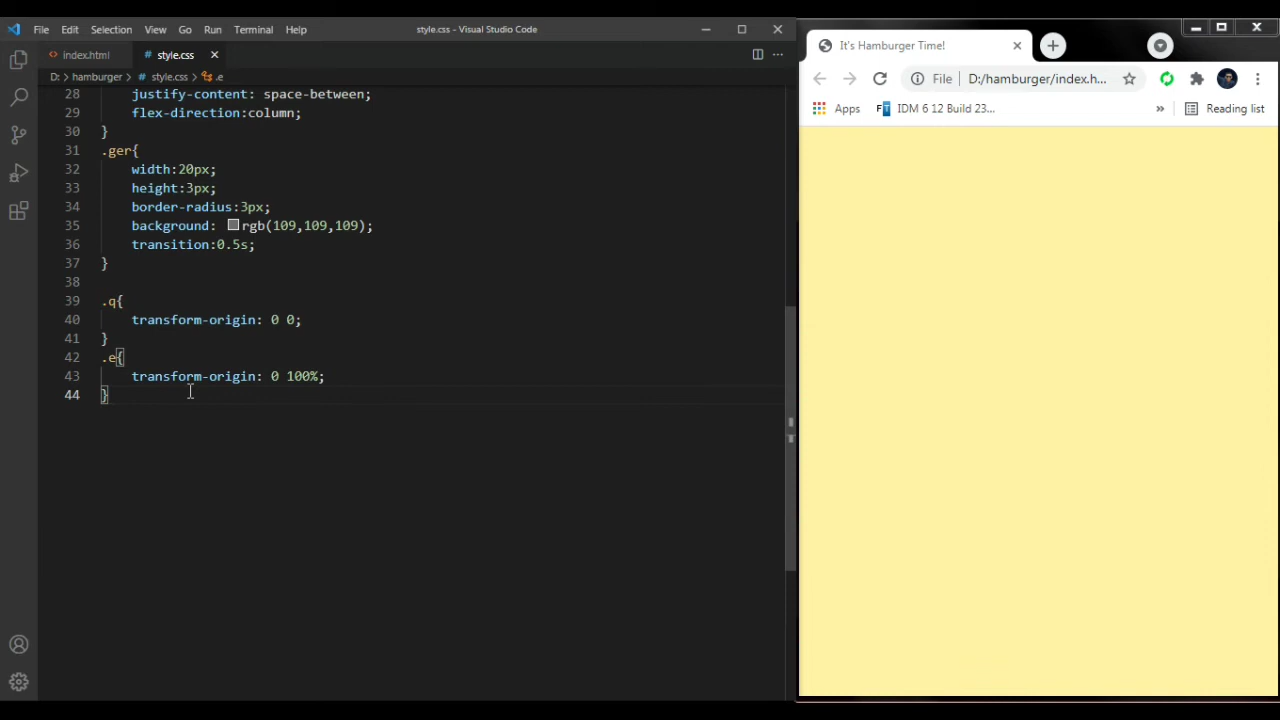 File Edit Selection View Go Run Terminal Help style.css - Visual Studio Code
index.html style.css
D: > hamburger > # style.css > .e
28 justify-content: space-between;
29 flex-direction:column;
30 }
31 .ger{
32 width:20px;
33 height:3px;
34 border-radius:3px;
35 background: rgb(109,109,109);
36 transition:0.5s;
37 }
38
39 .q{
40 transform-origin: 0 0;
41 }
42 .e{
43 transform-origin: 0 100%;
44 }
It's Hamburger Time!
File D:/hamburger/index.h...
Apps IDM 6 12 Build 23... » Reading list